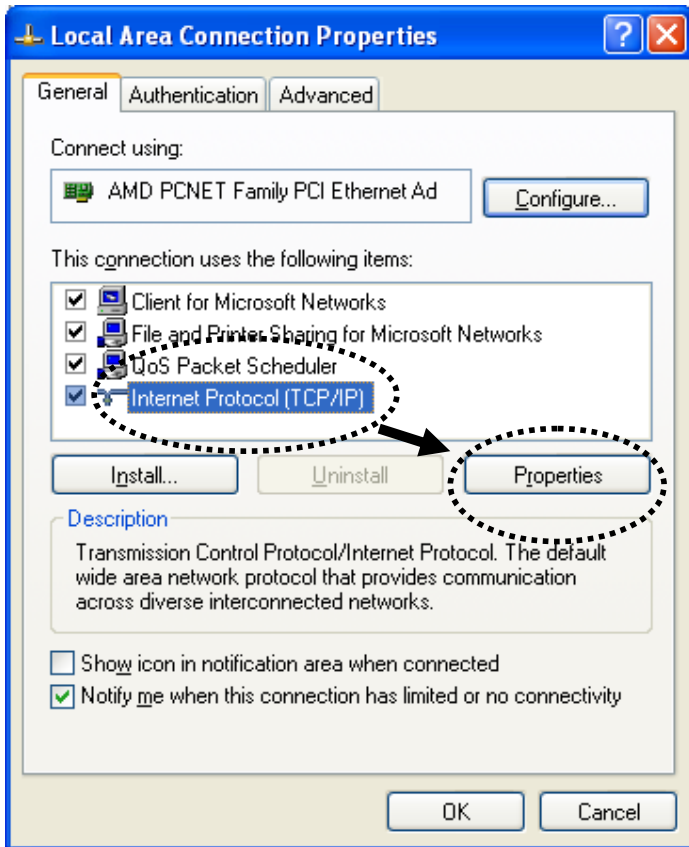 Local Area Connection Properties
General Authentication Advanced
Connect using:
AMD PCNET Family PCI Ethernet Ad
Configure...
This connection uses the following items:
Client for Microsoft Networks
File and Printer Sharing for Microsoft Networks
QoS Packet Scheduler
Internet Protocol (TCP/IP)
Install... Uninstall Properties
Description
Transmission Control Protocol/Internet Protocol. The default
wide area network protocol that provides communication
across diverse interconnected networks.
Show icon in notification area when connected
Notify me when this connection has limited or no connectivity
OK Cancel